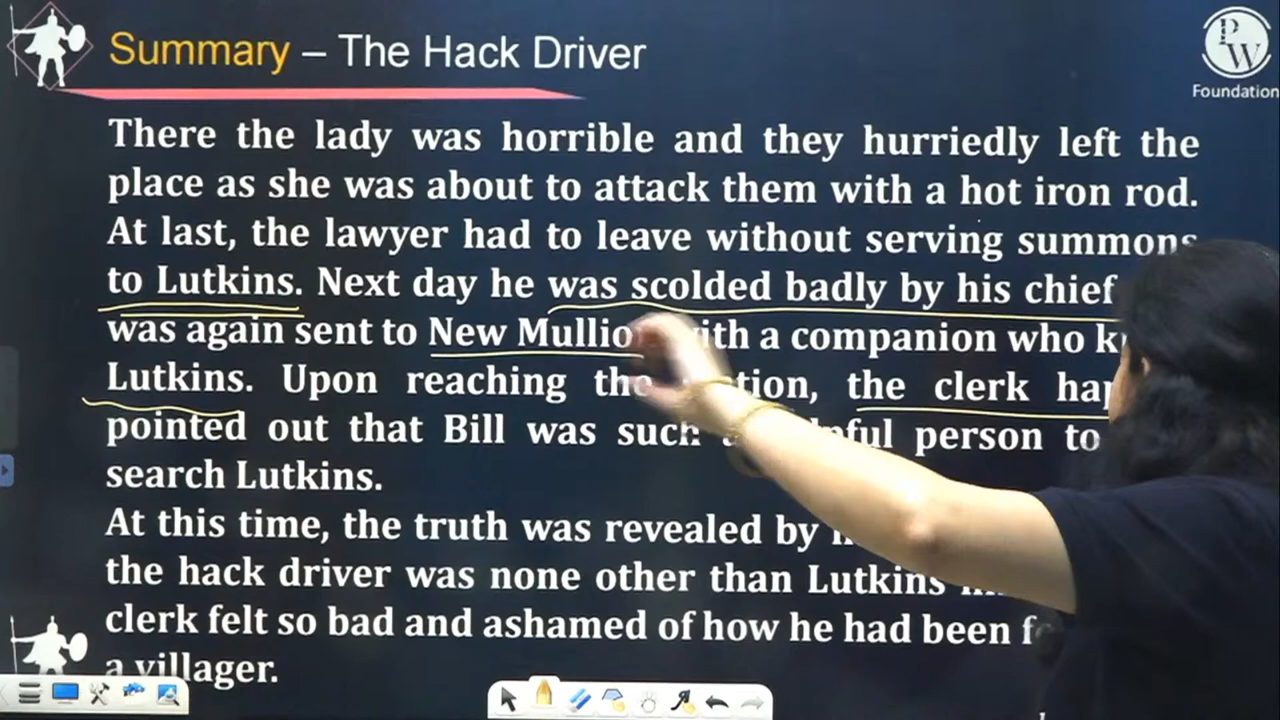 Summary – The Hack Driver
PW
Foundation
There the lady was horrible and they hurriedly left the
place as she was about to attack them with a hot iron rod.
At last, the lawyer had to leave without serving summons
to Lutkins. Next day he was scolded badly by his chief
was again sent to New Mullio with a companion who
Lutkins. Upon reaching the the clerk
pointed out that Bill was such person to
search Lutkins.
At this time, the truth was revealed by
the hack driver was none other than Lutkins
clerk felt so bad and ashamed of how he had been
a villager.